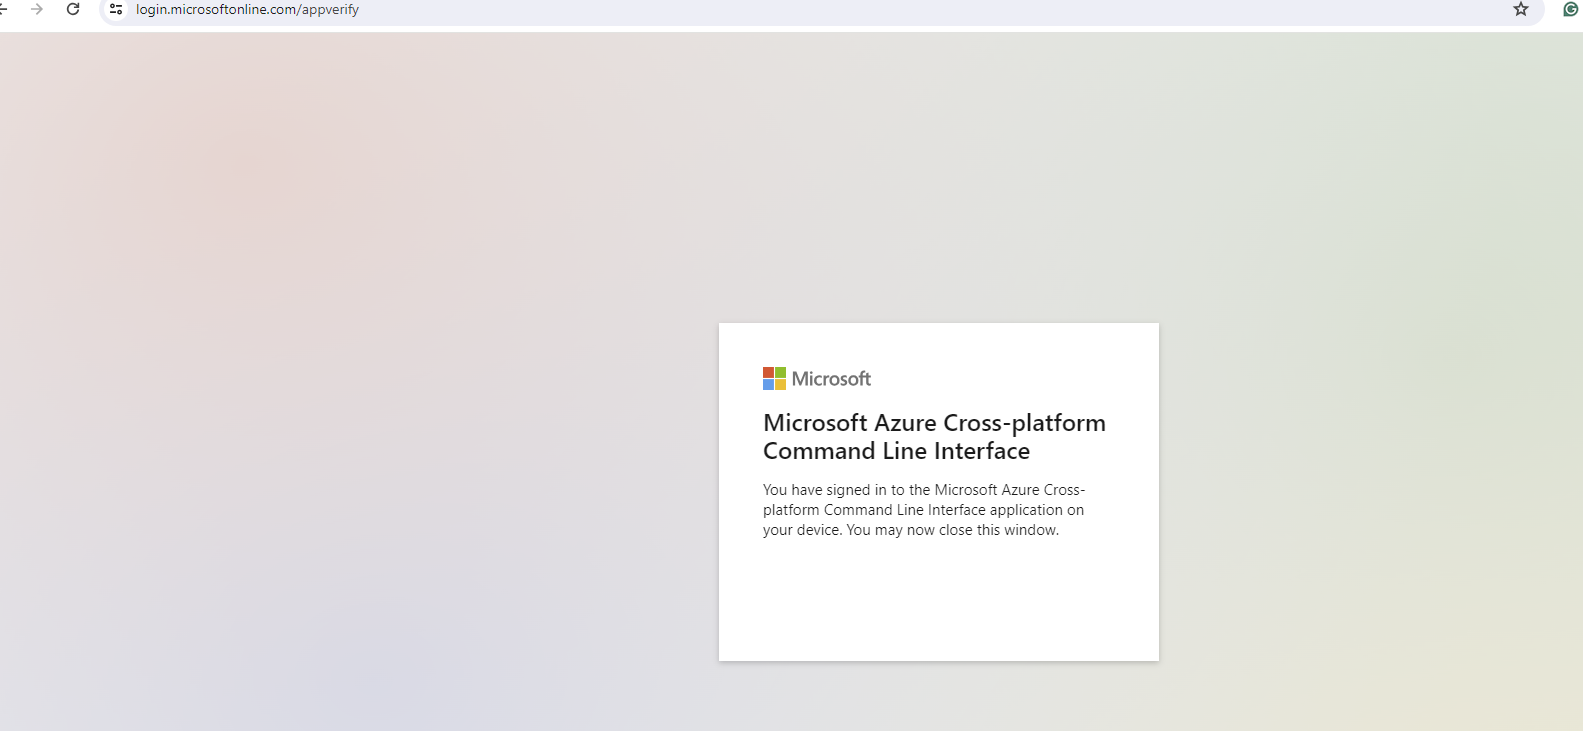 login.microsoftonline.com/appverify
Microsoft
Microsoft Azure Cross-platform
Command Line Interface
You have signed in to the Microsoft Azure Cross-
platform Command Line Interface application on
your device. You may now close this window.